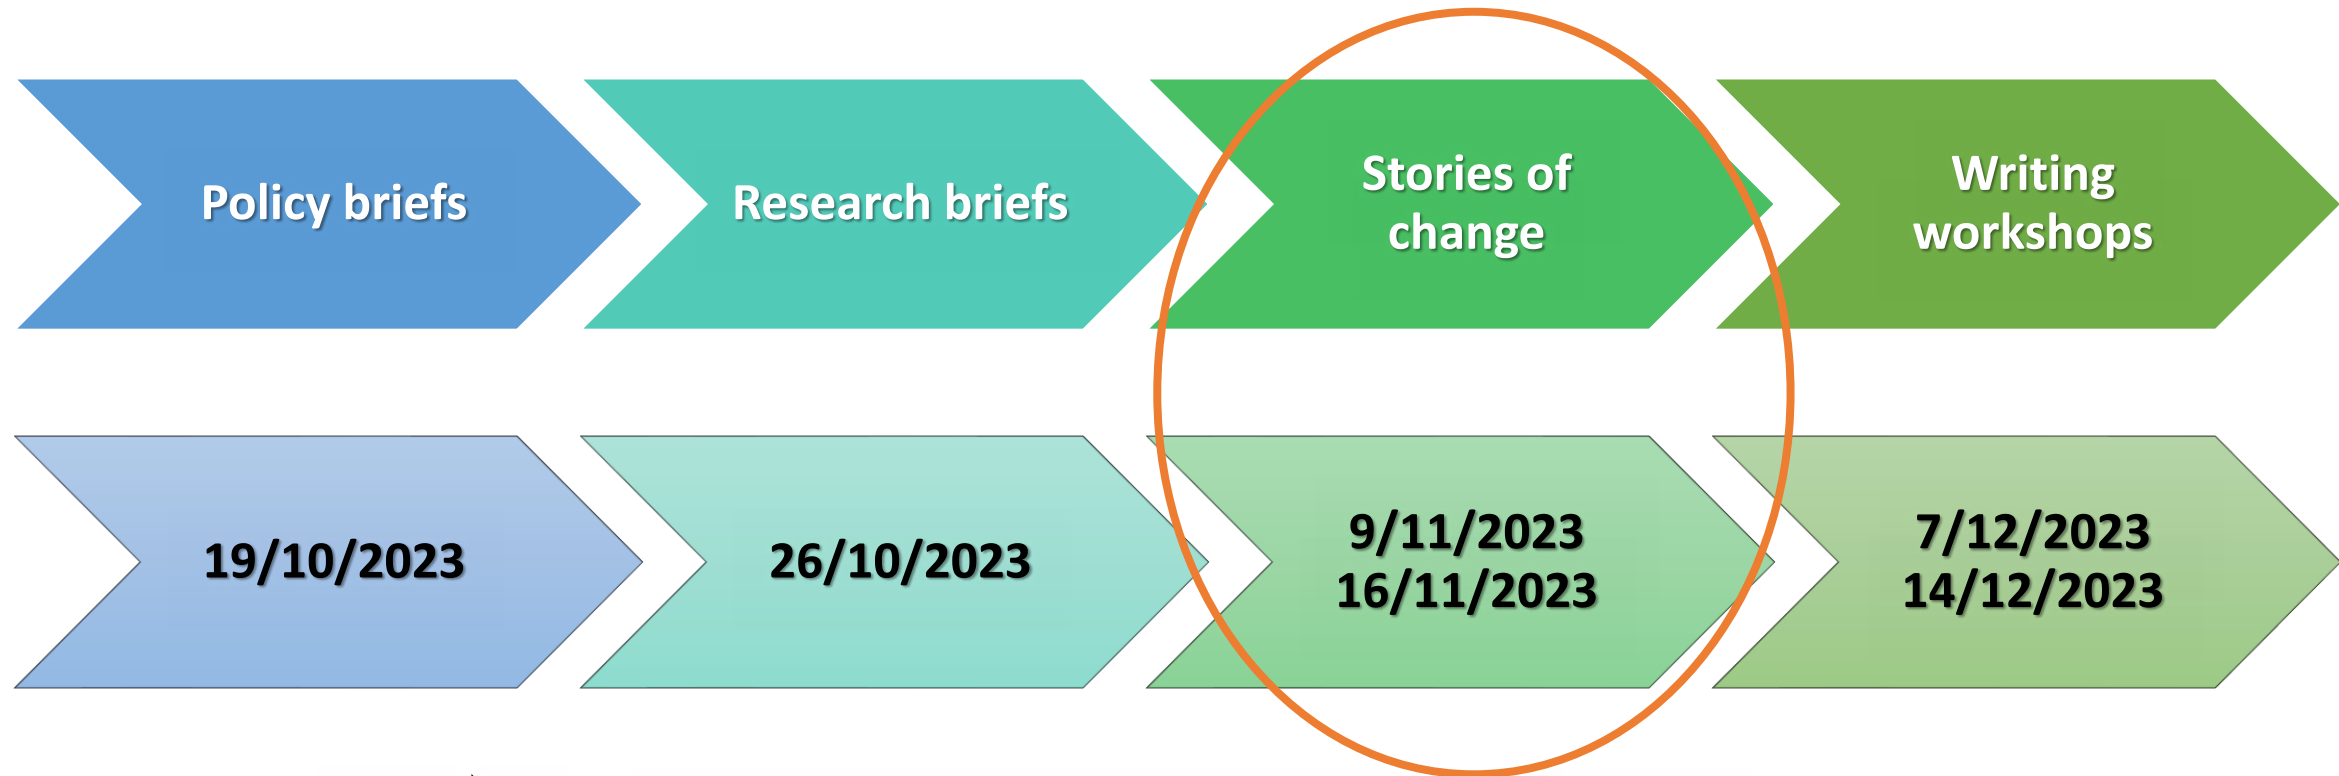 Policy briefs
Research briefs
Stories of
change
Writing
workshops
19/10/2023
26/10/2023
9/11/2023
16/11/2023
7/12/2023
14/12/2023